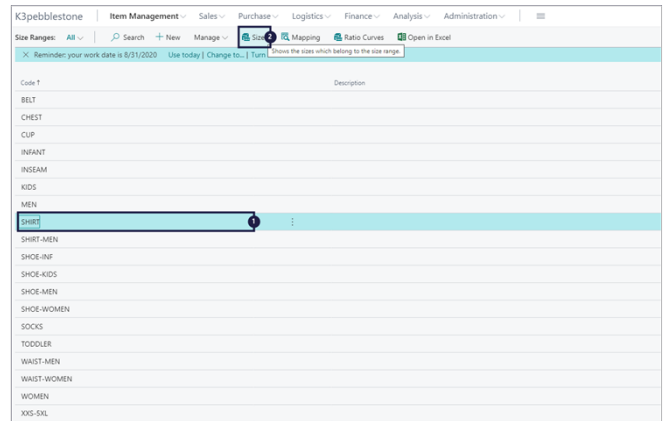 K3pebblestone Item Management Sales Purchase Logistics Finance Analysis Administration
Size Ranges: All Search + New Manage Size 2 Mapping Ratio Curves Open in Excel
Reminder: your work date is 8/31/2020 Use today | Change to... | Turn Shows the sizes which belong to the size range.
Code ↑ Description
BELT
CHEST
CUP
INFANT
INSEAM
KIDS
MEN
SHIRT 1
SHIRT-MEN
SHOE-INF
SHOE-KIDS
SHOE-MEN
SHOE-WOMEN
SOCKS
TODDLER
WAIST-MEN
WAIST-WOMEN
WOMEN
XXS-5XL